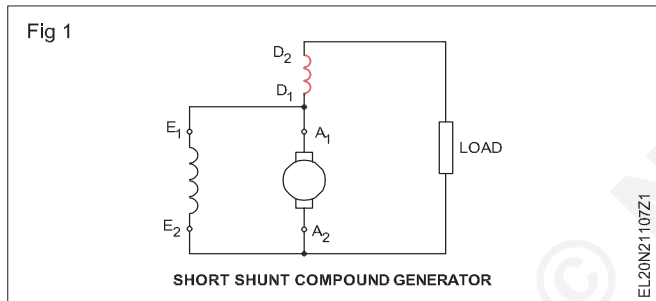 Fig 1
D2
D1
E1
A1
LOAD
E2
A2
SHORT SHUNT COMPOUND GENERATOR
EL20N21107Z1
©